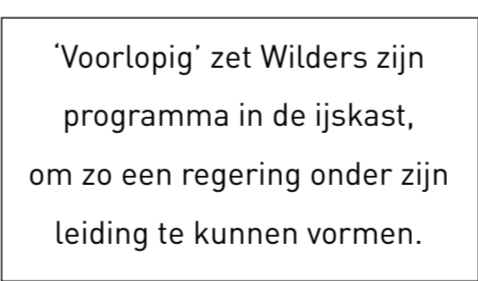 ‘Voorlopig’ zet Wilders zijn
programma in de ijskast,
om zo een regering onder zijn
leiding te kunnen vormen.